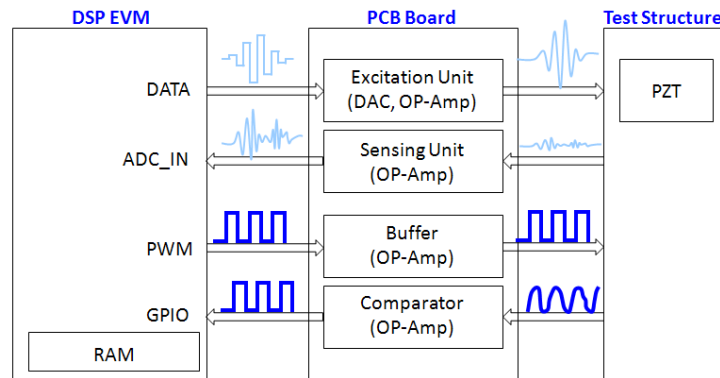 DSP EVM
PCB Board
Test Structure
DATA
Excitation Unit
(DAC, OP-Amp)
PZT
ADC_IN
Sensing Unit
(OP-Amp)
PWM
Buffer
(OP-Amp)
GPIO
Comparator
(OP-Amp)
RAM